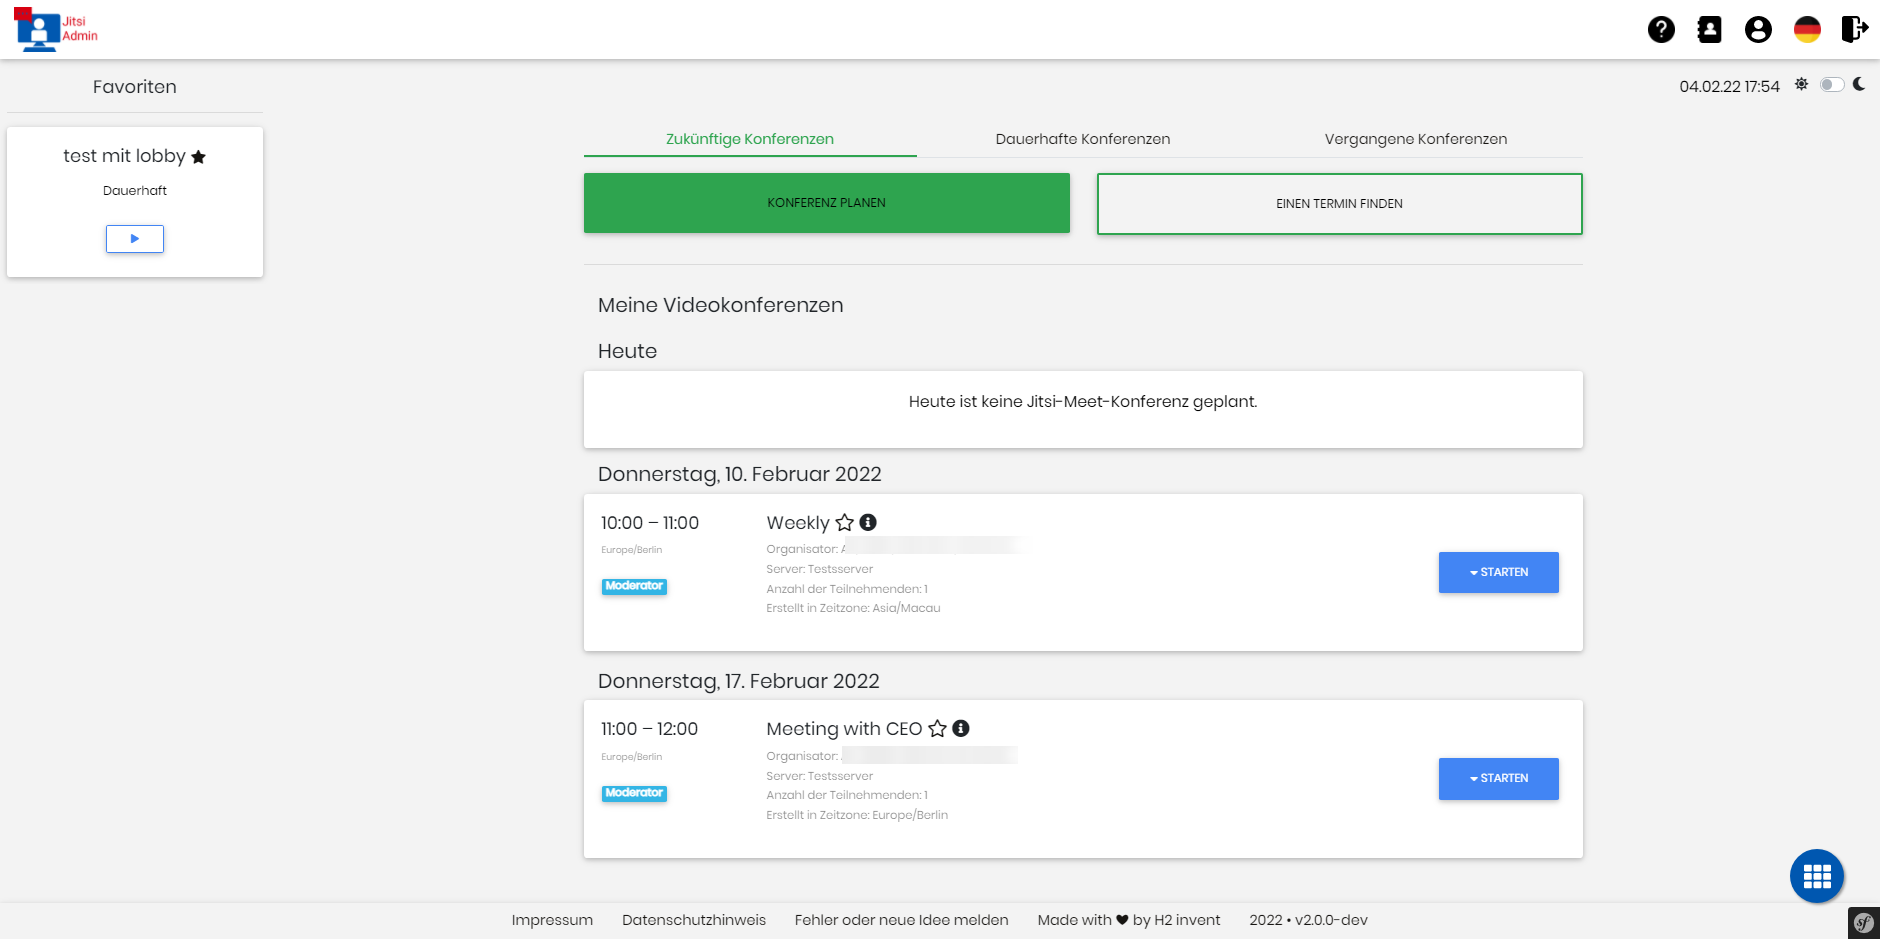 Jitsi
Admin
Favoriten
04.02.22 17:54
test mit lobby
Dauerhaft
Zukünftige Konferenzen
Dauerhafte Konferenzen
Vergangene Konferenzen
KONFERENZ PLANEN
EINEN TERMIN FINDEN
Meine Videokonferenzen
Heute
Heute ist keine Jitsi-Meet-Konferenz geplant.
Donnerstag, 10. Februar 2022
10:00 – 11:00
Europe/Berlin
Moderator
Weekly
Organisator:
Server: Testsserver
Anzahl der Teilnehmenden: 1
Erstellt in Zeitzone: Asia/Macau
STARTEN
Donnerstag, 17. Februar 2022
11:00 – 12:00
Europe/Berlin
Moderator
Meeting with CEO
Organisator:
Server: Testsserver
Anzahl der Teilnehmenden: 1
Erstellt in Zeitzone: Europe/Berlin
STARTEN
Impressum
Datenschutzhinweis
Fehler oder neue Idee melden
Made with ♥ by H2 invent
2022 • v2.0.0-dev
sf